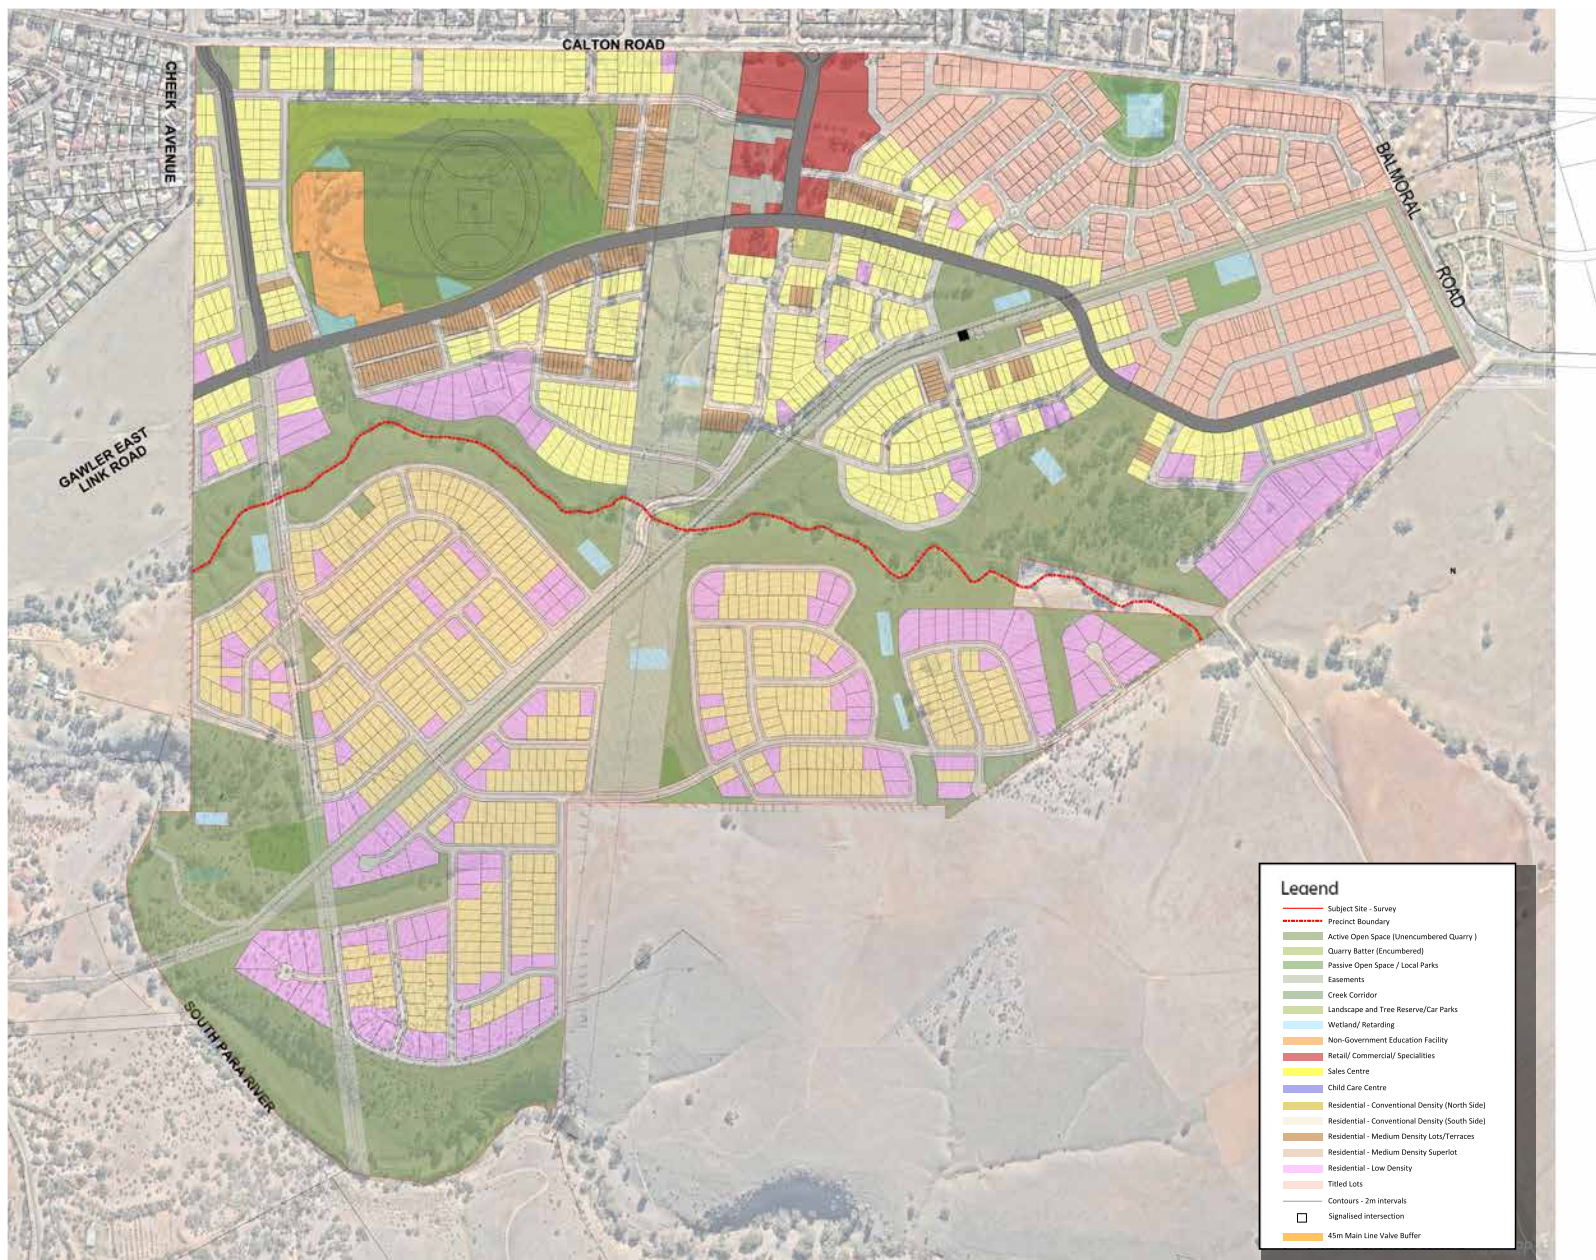 CALTON ROAD
CHEEK AVENUE
BALMORAL
ROAD
GAWLER EAST
LINK ROAD
N
SOUTH PARA RIVER
Legend
Subject Site - Survey
Precinct Boundary
Active Open Space (Unencumbered Quarry )
Quarry Batter (Encumbered)
Passive Open Space / Local Parks
Easements
Creek Corridor
Landscape and Tree Reserve/Car Parks
Wetland/ Retarding
Non-Government Education Facility
Retail/ Commercial/ Specialities
Sales Centre
Child Care Centre
Residential - Conventional Density (North Side)
Residential - Conventional Density (South Side)
Residential - Medium Density Lots/Terraces
Residential - Medium Density Superlot
Residential - Low Density
Titled Lots
Contours - 2m intervals
Signalised intersection
45m Main Line Valve Buffer